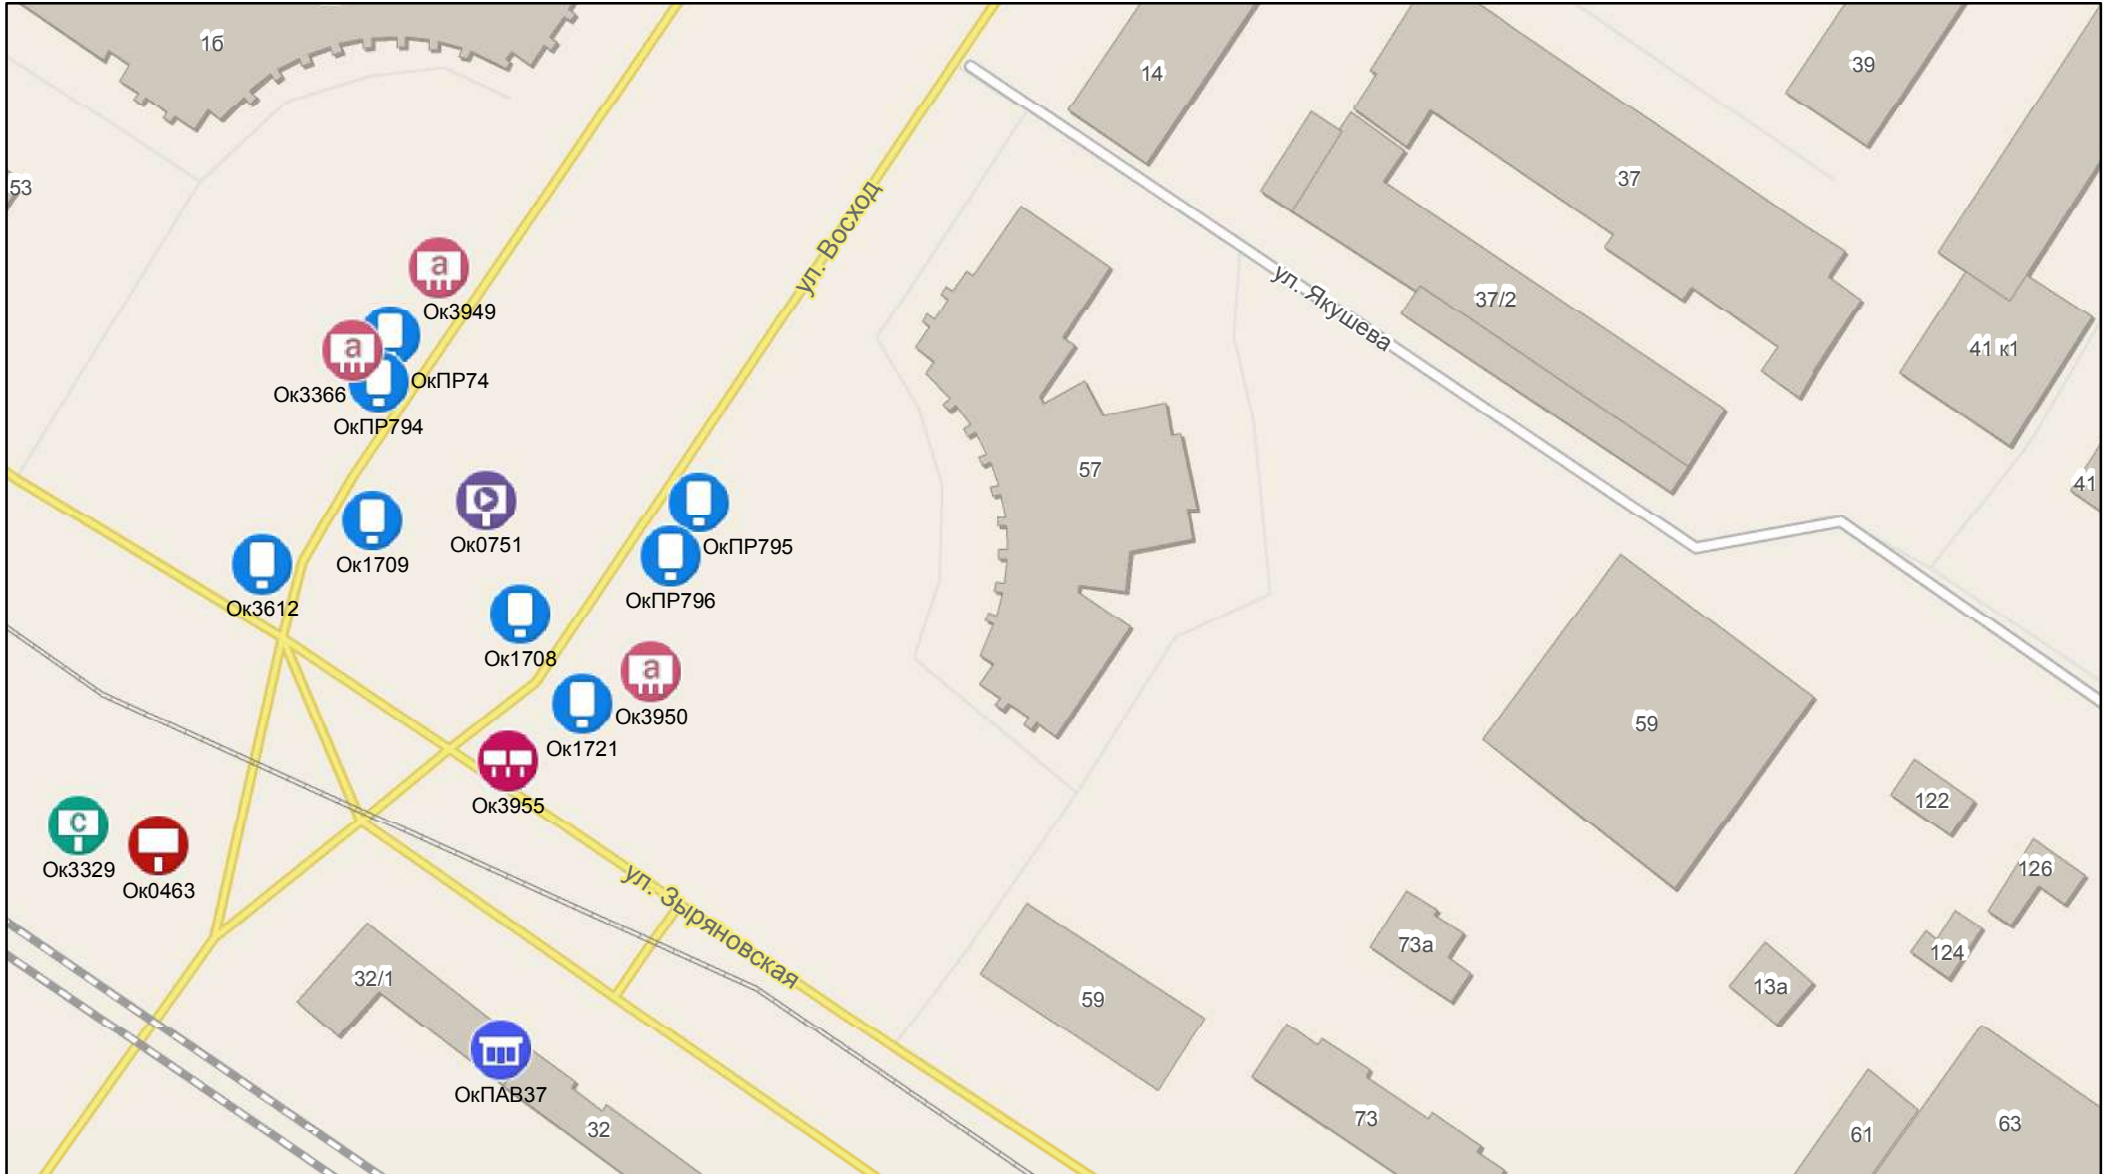 16
14
39
37
53
ул. Восход
а
Ок3949
ул. Якушева
37/2
а
41 к1
ОкПР74
Ок3366
ОкПР794
57
41
Ок0751
ОкПР795
Ок1709
Ок3612
ОкПР796
Ок1708
а
Ок3950
59
Ок1721
122
Ок3955
с
Ок3329
Ок0463
126
ул. Зыряновская
73а
124
32/1
13а
59
ОкПАВ37
73
32
61
63